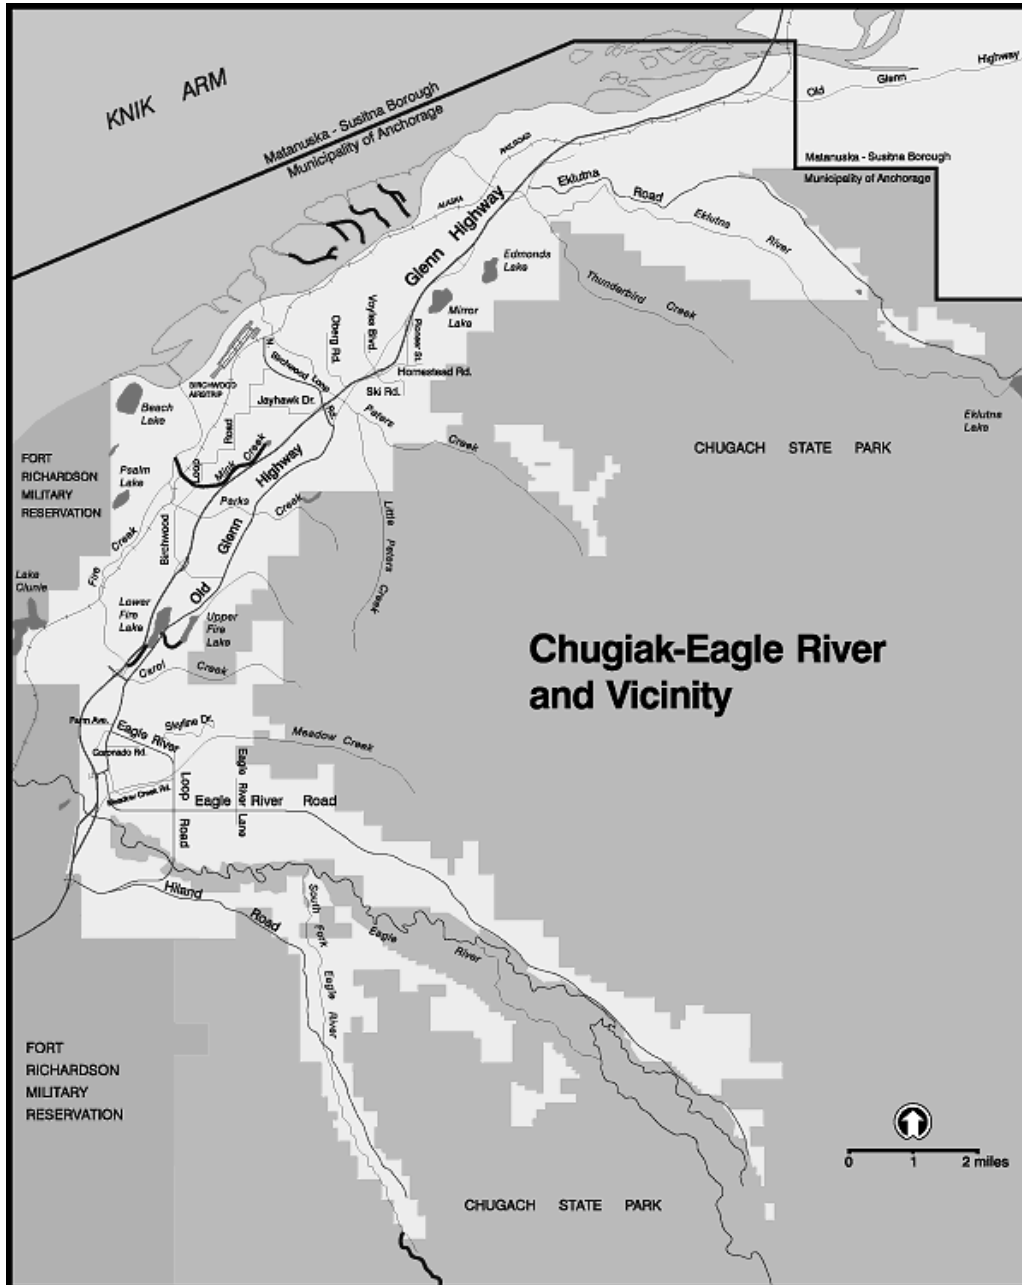 KNIK ARM
Matanuska - Susitna Borough
Municipality of Anchorage
Old Glenn Highway
Matanuska - Susitna Borough
Municipality of Anchorage
RAILROAD
ALASKA
Eklutna Road
Eklutna River
Glenn Highway
Edmonds
Lake
Mirror
Lake
Thunderbird Creek
Voyles Blvd.
Oberg Rd.
Pioneer St.
Homestead Rd.
Ski Rd.
N.
Birchwood Loop
Rd.
BIRCHWOOD
AIRSTRIP
Jayhawk Dr.
Beach
Lake
Peters Creek
Eklutna
Lake
CHUGACH STATE PARK
FORT
RICHARDSON
MILITARY
RESERVATION
Psalm
Lake
Road
Loop
Birchwood
Mink Creek
Parks Creek
Old Glenn Highway
Little Peters Creek
Fire Creek
Lake
Clunie
Lower
Fire
Lake
Upper
Fire
Lake
Carol Creek
Chugiak-Eagle River
and Vicinity
Farm Ave.
Eagle River
Loop Road
Skyline Dr.
Coronado Rd.
Meadow Creek
Meadow Creek Rd.
Eagle River Lane
Eagle River Road
Hiland Road
South Fork Eagle River
Eagle River
FORT
RICHARDSON
MILITARY
RESERVATION
0 1 2 miles
CHUGACH STATE PARK